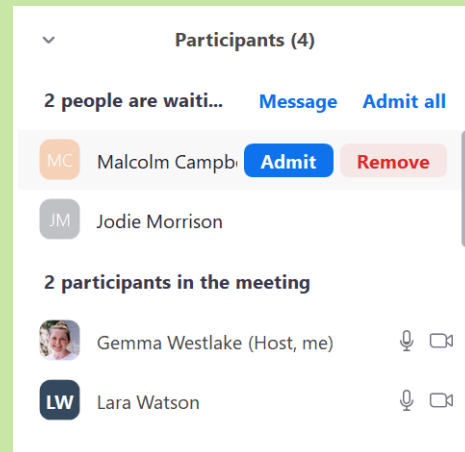 Participants (4)
2 people are waiti... Message Admit all
MC Malcolm Campb Admit Remove
JM Jodie Morrison
2 participants in the meeting
Gemma Westlake (Host, me)
LW Lara Watson